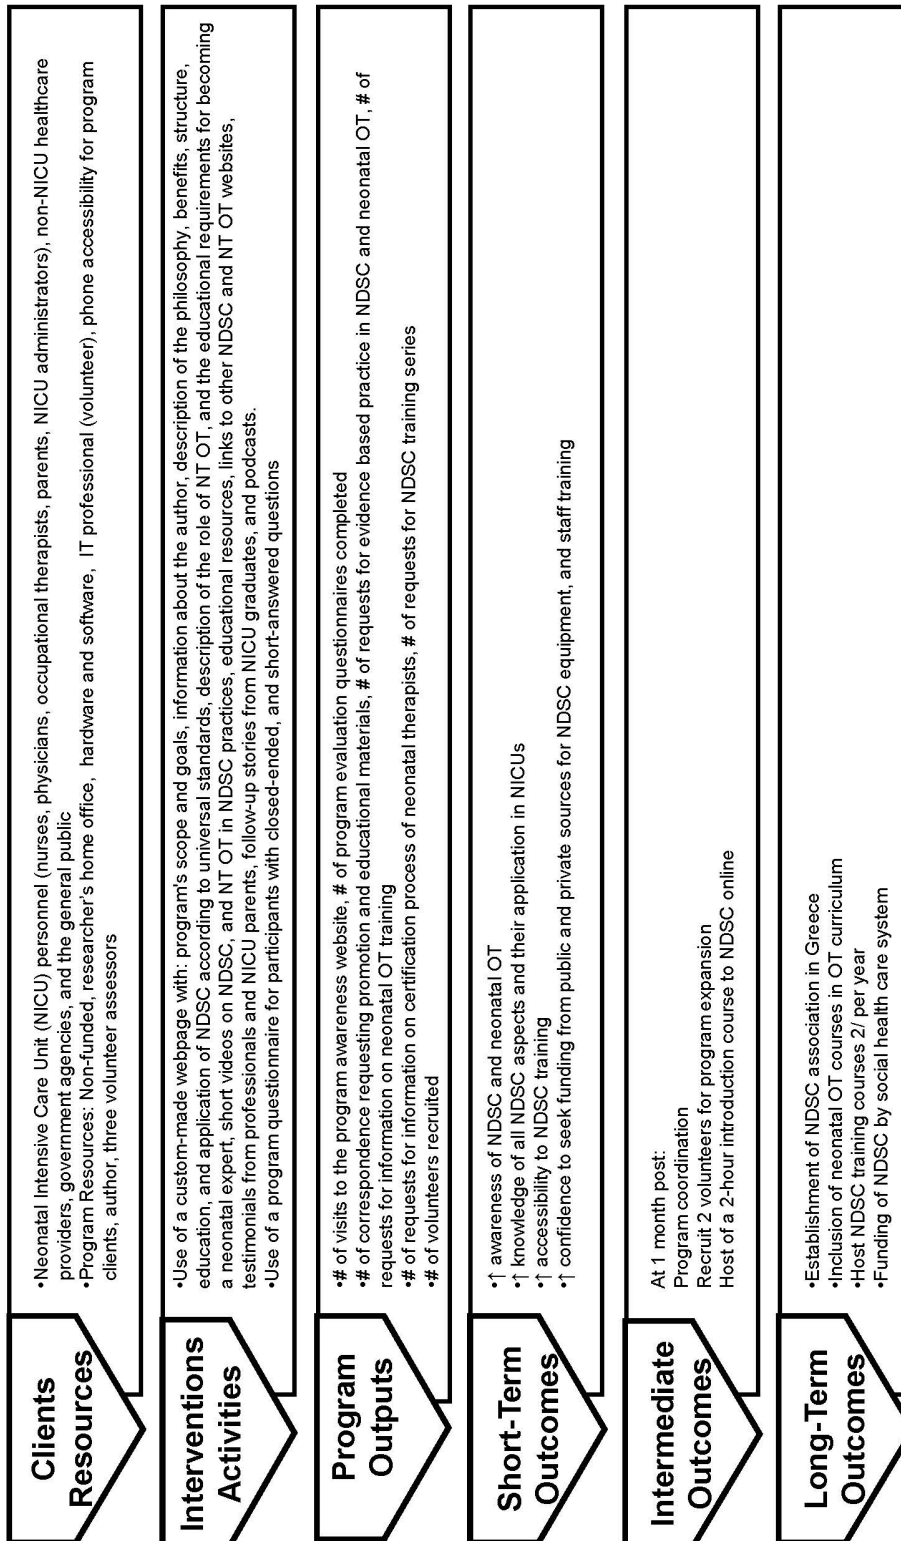 Clients
Resources
•Neonatal Intensive Care Unit (NICU) personnel (nurses, physicians, occupational therapists, parents, NICU administrators), non-NICU healthcare
providers, government agencies, and the general public
•Program Resources: Non-funded, researcher's home office, hardware and software, IT professional (volunteer), phone accessibility for program
clients, author, three volunteer assessors
Interventions
Activities
•Use of a custom-made webpage with: program's scope and goals, information about the author, description of the philosophy, benefits, structure,
education, and application of NDSC according to universal standards, description of the role of NT OT, and the educational requirements for becoming
a neonatal expert, short videos on NDSC, and NT OT in NDSC practices, educational resources, links to other NDSC and NT OT websites,
testimonials from professionals and NICU parents, follow-up stories from NICU graduates, and podcasts.
•Use of a program questionnaire for participants with closed-ended, and short-answered questions
Program
Outputs
•# of visits to the program awareness website, # of program evaluation questionnaires completed
•# of correspondence requesting promotion and educational materials, # of requests for evidence based practice in NDSC and neonatal OT, # of
requests for information on neonatal OT training
•# of requests for information on certification process of neonatal therapists, # of requests for NDSC training series
•# of volunteers recruited
Short-Term
Outcomes
•↑ awareness of NDSC and neonatal OT
•↑ knowledge of all NDSC aspects and their application in NICUs
•↑ accessibility to NDSC training
•↑ confidence to seek funding from public and private sources for NDSC equipment, and staff training
Intermediate
Outcomes
At 1 month post:
Program coordination
Recruit 2 volunteers for program expansion
Host of a 2-hour introduction course to NDSC online
Long-Term
Outcomes
•Establishment of NDSC association in Greece
•Inclusion of neonatal OT courses in OT curriculum
•Host NDSC training courses 2/ per year
•Funding of NDSC by social health care system